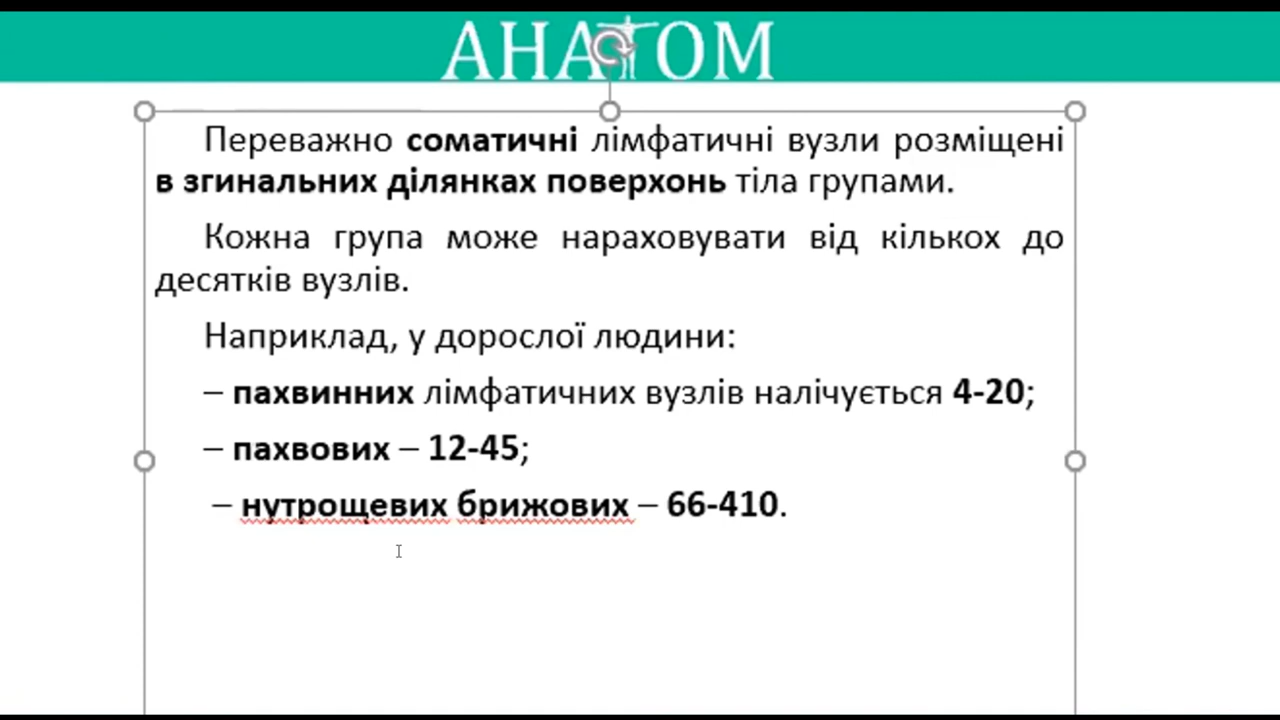 АНАТОМ
Переважно соматичні лімфатичні вузли розміщені
в згинальних ділянках поверхонь тіла групами.
Кожна група може нараховувати від кількох до
десятків вузлів.
Наприклад, у дорослої людини:
– пахвинних лімфатичних вузлів налічується 4-20;
– пахвових – 12-45;
– нутрощевих брижових – 66-410.